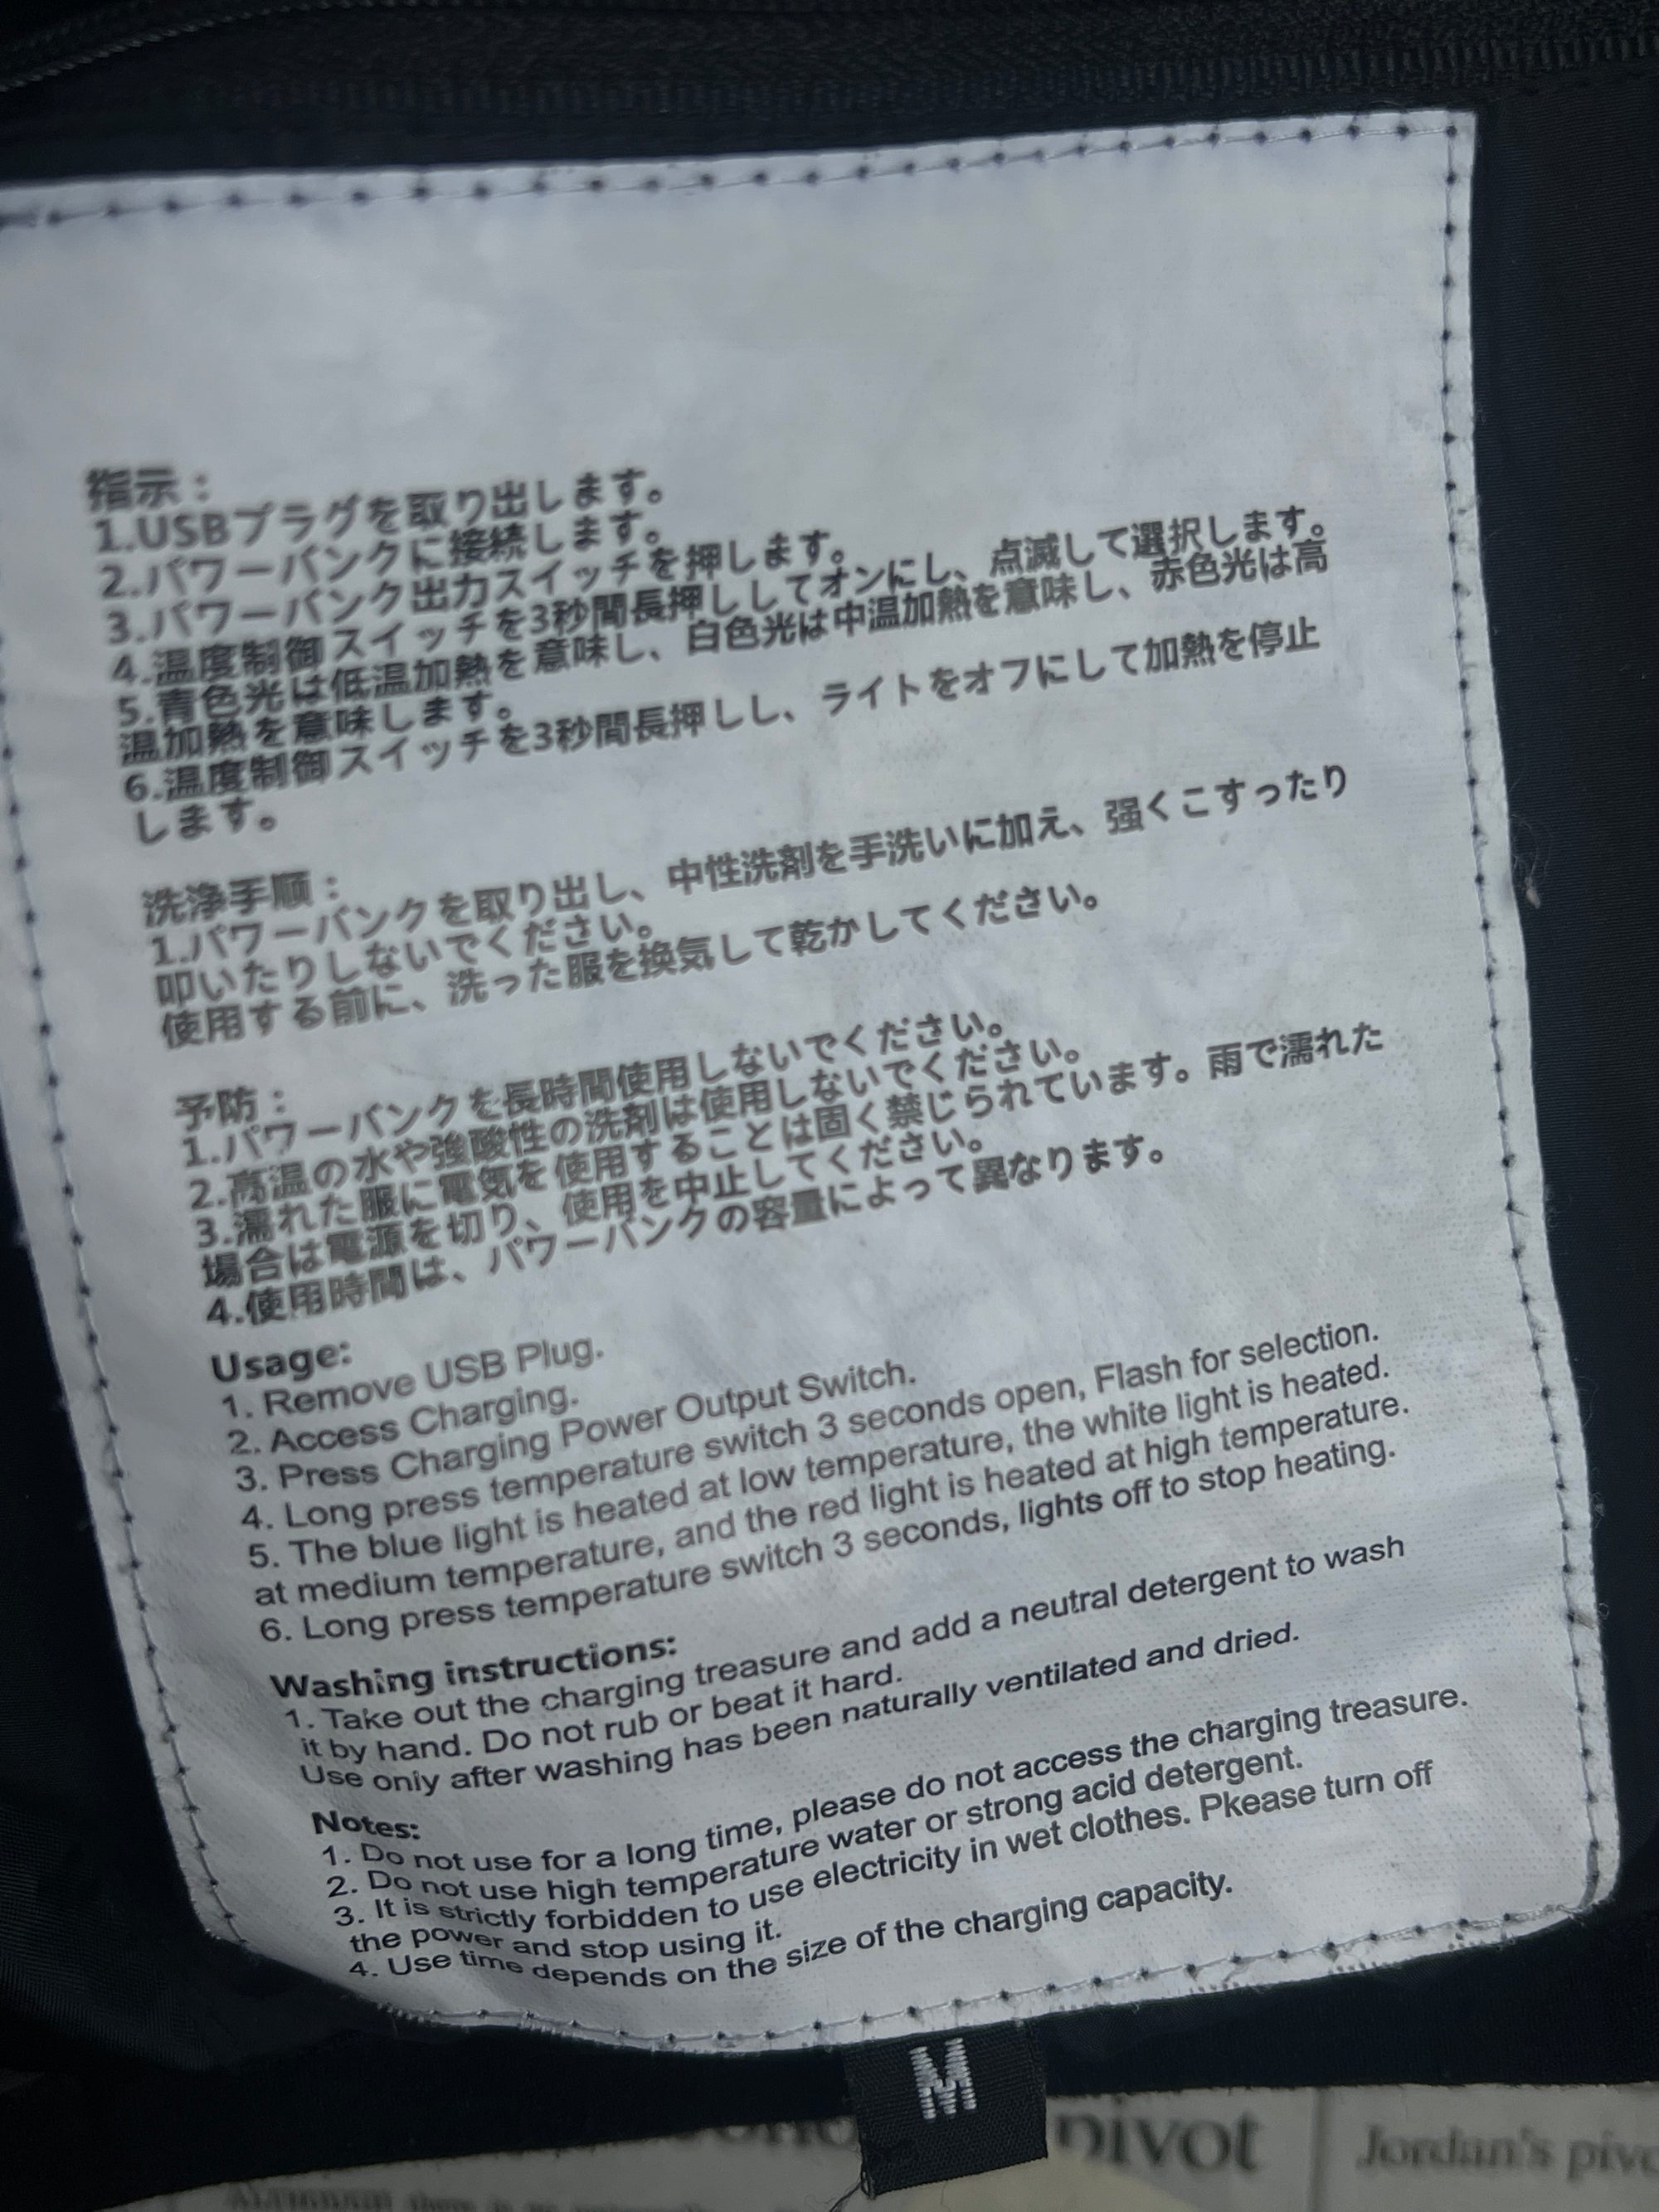 指示：
1.USBプラグを取り出します。
2.パワーバンクに接続します。
3.パワーバンク出力スイッチを押します。
4.温度制御スイッチを3秒間長押ししてオンにし、点滅して選択します。
5.青色光は低温加熱を意味し、白色光は中温加熱を意味し、赤色光は高
温加熱を意味します。
6.温度制御スイッチを3秒間長押しし、ライトをオフにして加熱を停止
します。
洗浄手順：
1.パワーバンクを取り出し、中性洗剤を手洗いに加え、強くこすったり
叩いたりしないでください。
使用する前に、洗った服を換気して乾かしてください。
予防：
1.パワーバンクを長時間使用しないでください。
2.高温の水や強酸性の洗剤は使用しないでください。
3.濡れた服に電気を使用することは固く禁じられています。雨で濡れた
場合は電源を切り、使用を中止してください。
4.使用時間は、パワーバンクの容量によって異なります。
Usage:
1. Remove USB Plug.
2. Access Charging.
3. Press Charging Power Output Switch.
4. Long press temperature switch 3 seconds open, Flash for selection.
5. The blue light is heated at low temperature, the white light is heated.
at medium temperature, and the red light is heated at high temperature.
6. Long press temperature switch 3 seconds, lights off to stop heating.
Washing instructions:
1. Take out the charging treasure and add a neutral detergent to wash
it by hand. Do not rub or beat it hard.
Use only after washing has been naturally ventilated and dried.
Notes:
1. Do not use for a long time, please do not access the charging treasure.
2. Do not use high temperature water or strong acid detergent.
3. It is strictly forbidden to use electricity in wet clothes. Pkease turn off
the power and stop using it.
4. Use time depends on the size of the charging capacity.
M
pivot
Jordan's